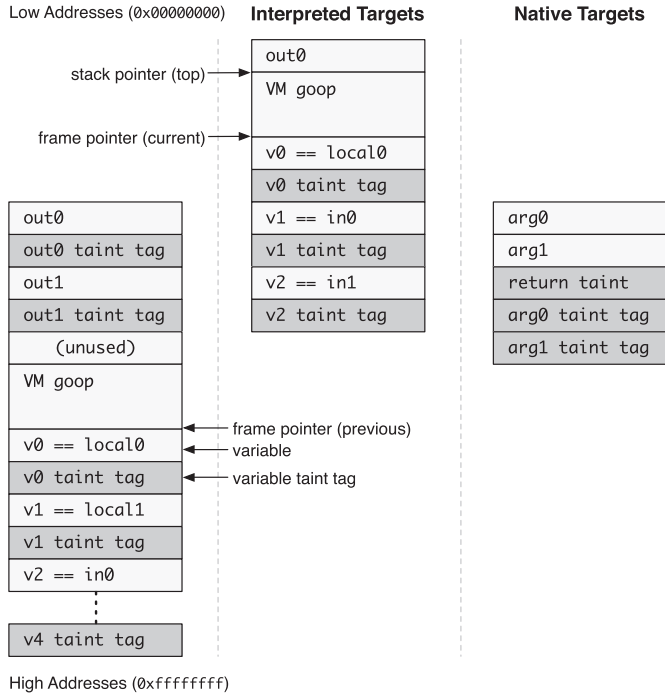 Low Addresses (0x00000000)
Interpreted Targets
Native Targets
out0
stack pointer (top)
VM goop
frame pointer (current)
v0 == local0
v0 taint tag
v1 == in0
v1 taint tag
v2 == in1
v2 taint tag
out0
out0 taint tag
out1
out1 taint tag
(unused)
VM goop
frame pointer (previous)
v0 == local0
variable
v0 taint tag
variable taint tag
v1 == local1
v1 taint tag
v2 == in0
v4 taint tag
arg0
arg1
return taint
arg0 taint tag
arg1 taint tag
High Addresses (0xffffffff)